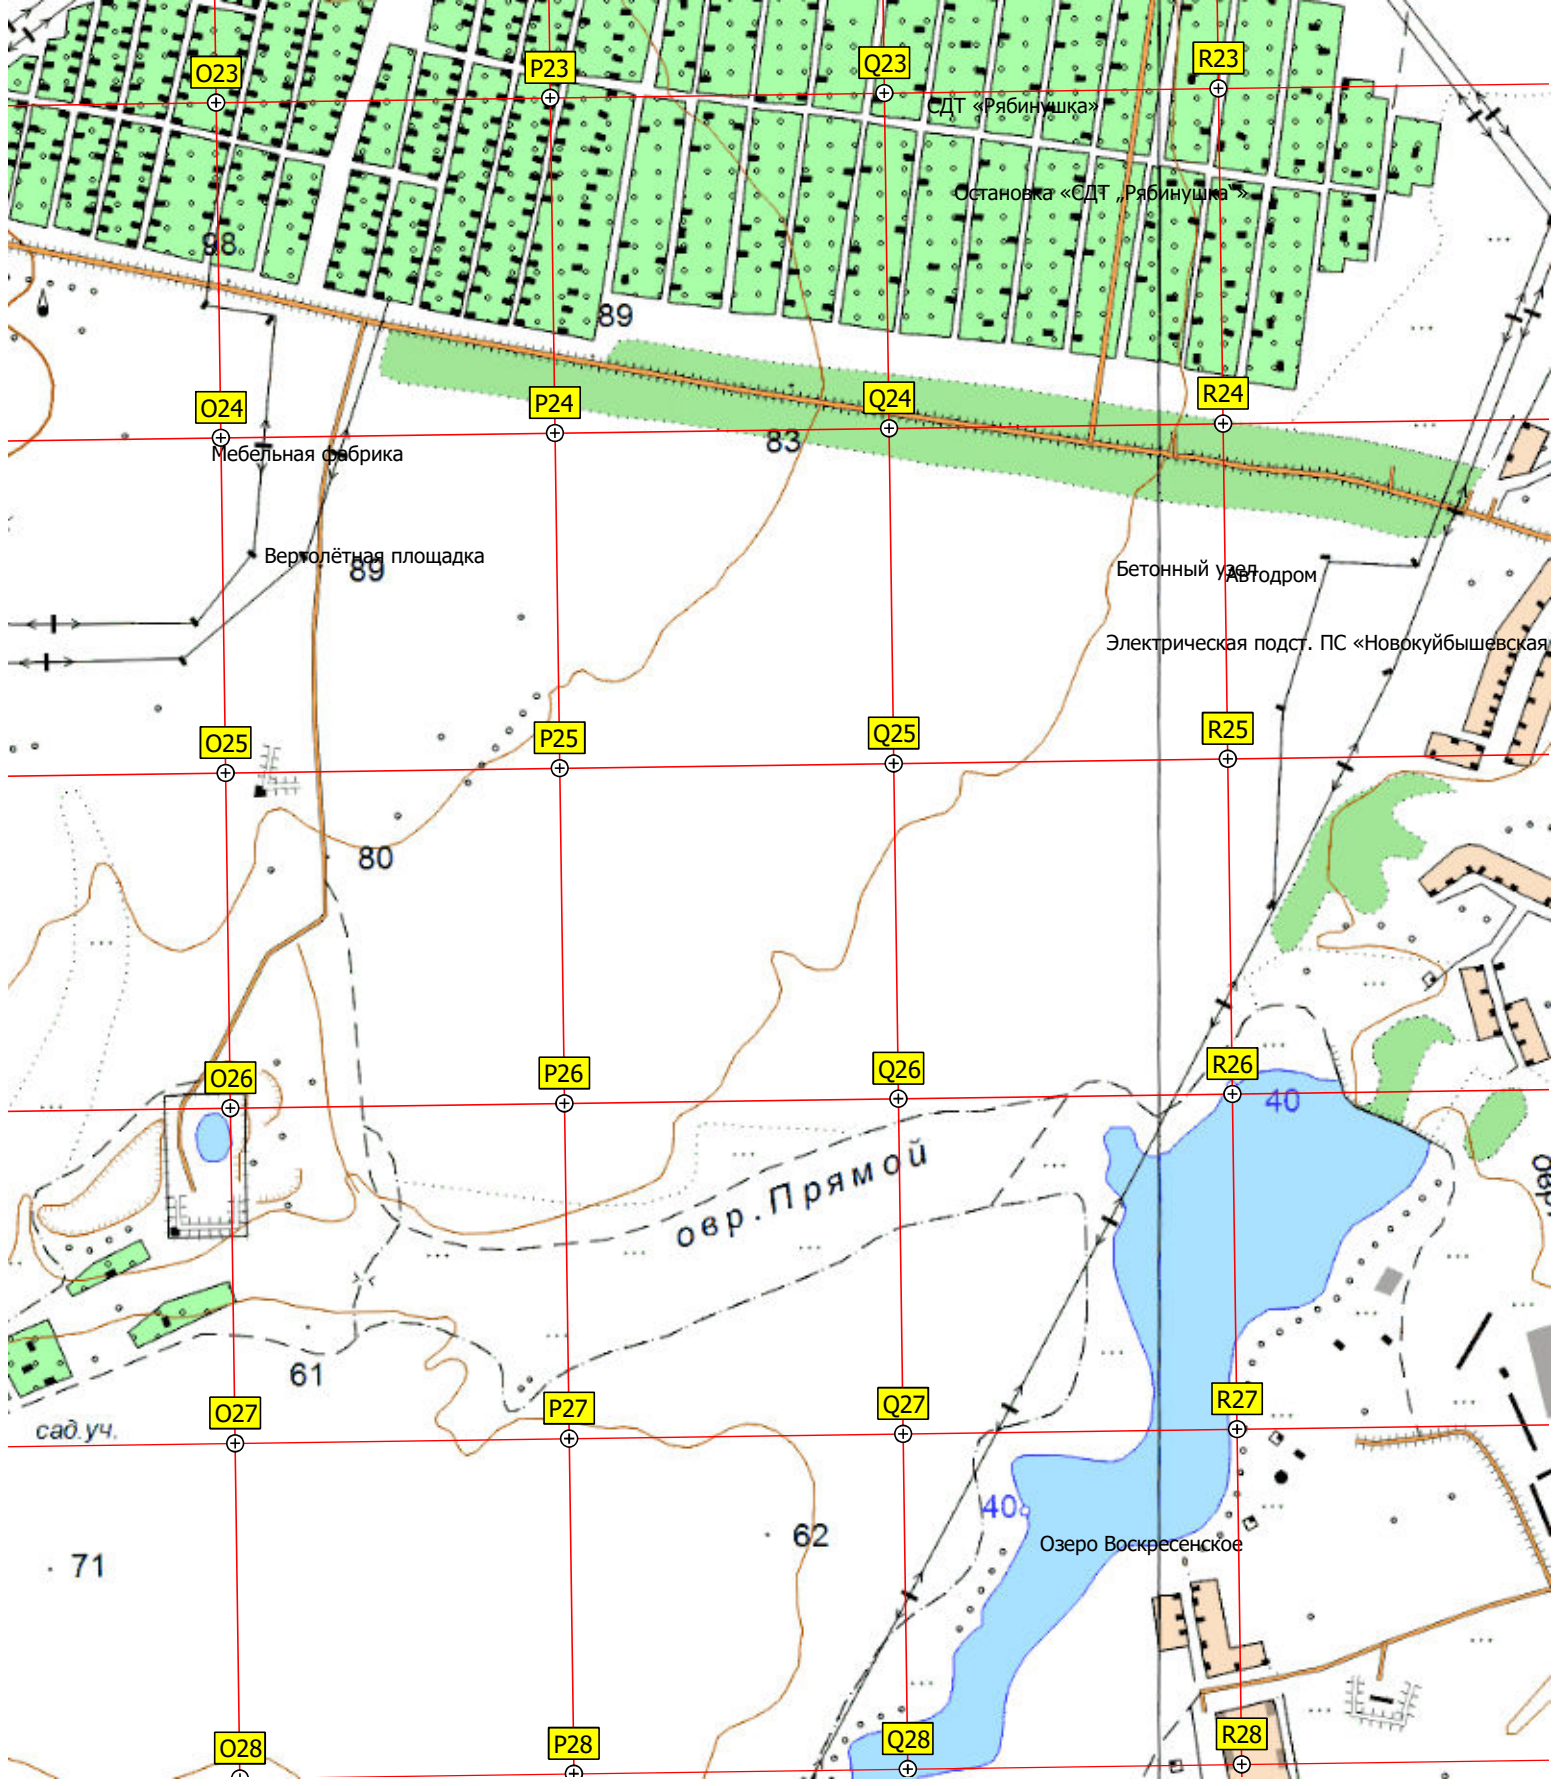 O23
P23
Q23
R23
СДТ «Рябинушка»
Остановка «СДТ „Рябинушка“»
98
89
O24
P24
Q24
R24
83
Мебельная фабрика
Вертолётная площадка
89
Бетонный узел
Автодром
Электрическая подст. ПС «Новокуйбышевская
O25
P25
Q25
R25
80
O26
P26
Q26
R26
40
овр. Прямой
овр.
61
O27
P27
Q27
R27
сад.уч.
40
62
Озеро Воскресенское
71
O28
P28
Q28
R28